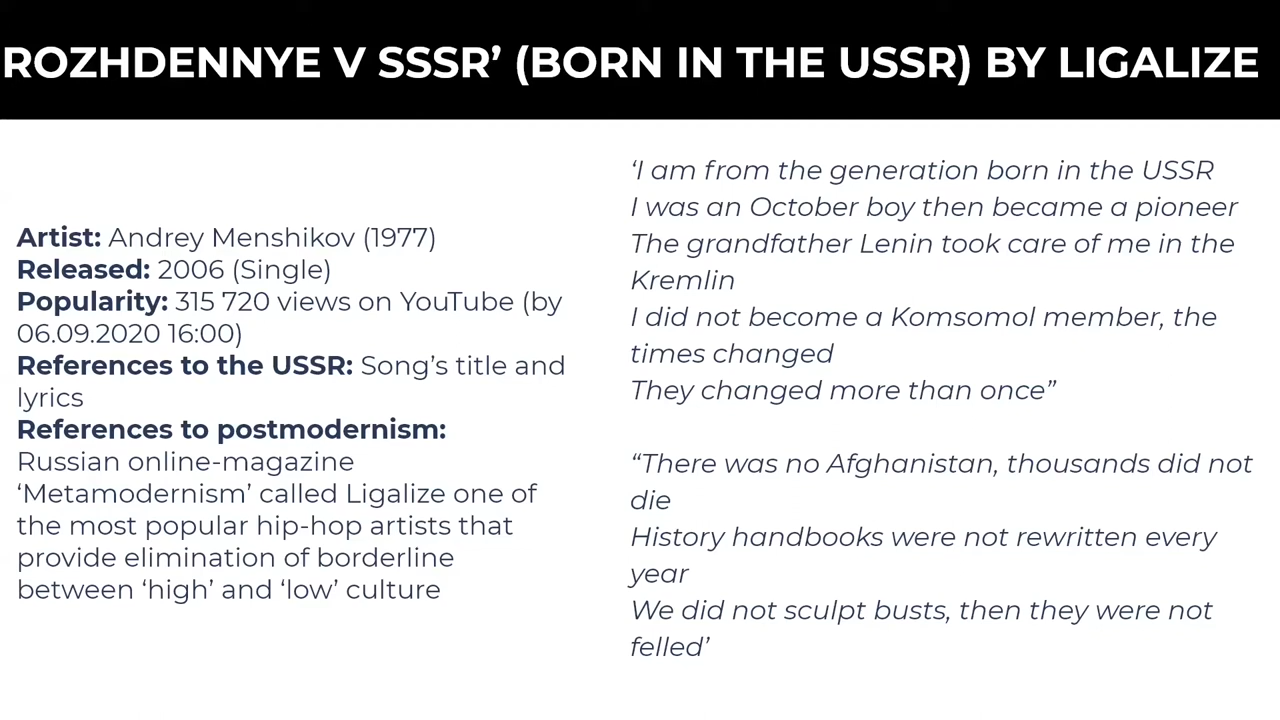 ROZHDENNYE V SSSR’ (BORN IN THE USSR) BY LIGALIZE
Artist: Andrey Menshikov (1977)
Released: 2006 (Single)
Popularity: 315 720 views on YouTube (by
06.09.2020 16:00)
References to the USSR: Song’s title and
lyrics
References to postmodernism:
Russian online-magazine
‘Metamodernism’ called Ligalize one of
the most popular hip-hop artists that
provide elimination of borderline
between ‘high’ and ‘low’ culture
‘I am from the generation born in the USSR
I was an October boy then became a pioneer
The grandfather Lenin took care of me in the
Kremlin
I did not become a Komsomol member, the
times changed
They changed more than once”
“There was no Afghanistan, thousands did not
die
History handbooks were not rewritten every
year
We did not sculpt busts, then they were not
felled’